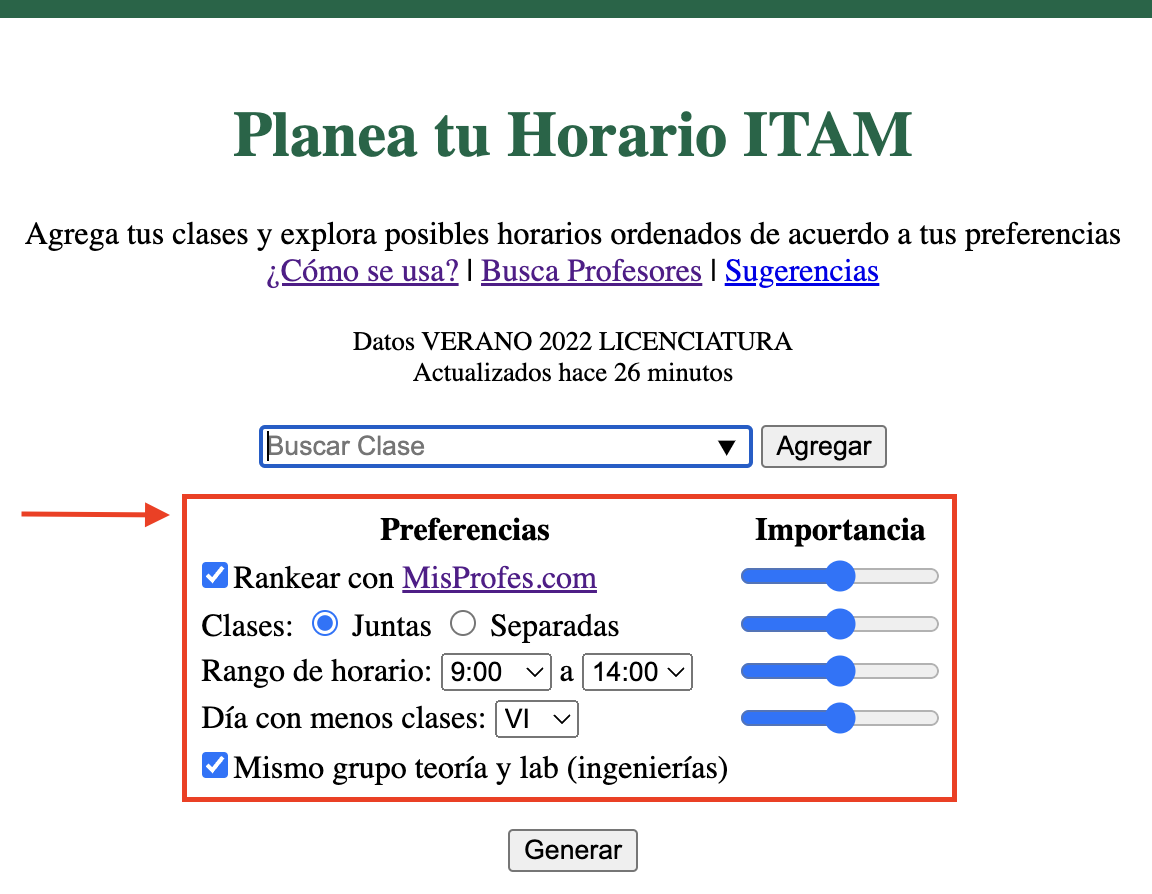 Planea tu Horario ITAM
Agrega tus clases y explora posibles horarios ordenados de acuerdo a tus preferencias
¿Cómo se usa? | Busca Profesores | Sugerencias
Datos VERANO 2022 LICENCIATURA
Actualizados hace 26 minutos
Buscar Clase ▼ Agregar
Preferencias Importancia
Rankear con MisProfes.com
Clases: Juntas Separadas
Rango de horario: 9:00 a 14:00
Día con menos clases: VI
Mismo grupo teoría y lab (ingenierías)
Generar